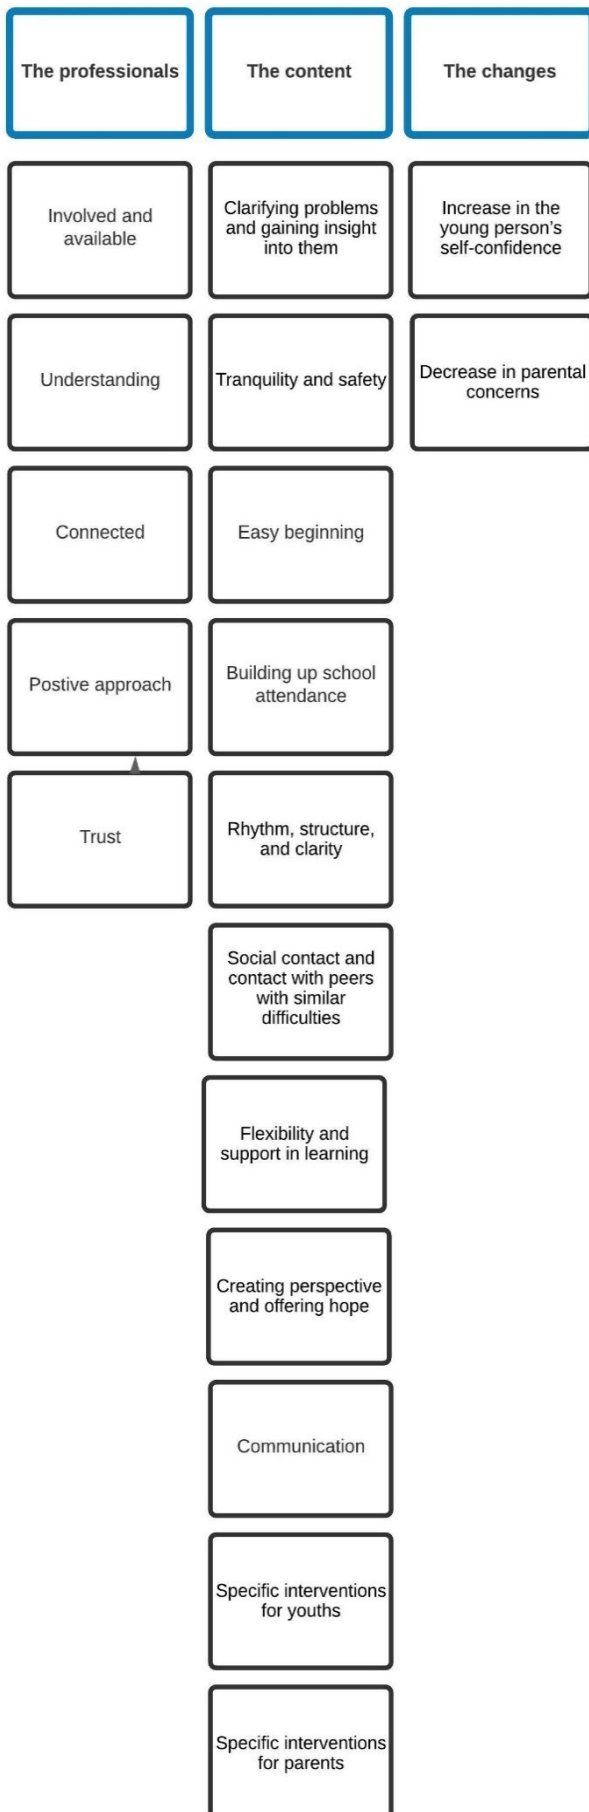 The professionals
The content
The changes
Involved and
available
Clarifying problems
and gaining insight
into them
Increase in the
young person's
self-confidence
Understanding
Tranquility and safety
Decrease in parental
concerns
Connected
Easy beginning
Postive approach
Building up school
attendance
Trust
Rhythm, structure,
and clarity
Social contact and
contact with peers
with similar
difficulties
Flexibility and
support in learning
Creating perspective
and offering hope
Communication
Specific interventions
for youths
Specific interventions
for parents